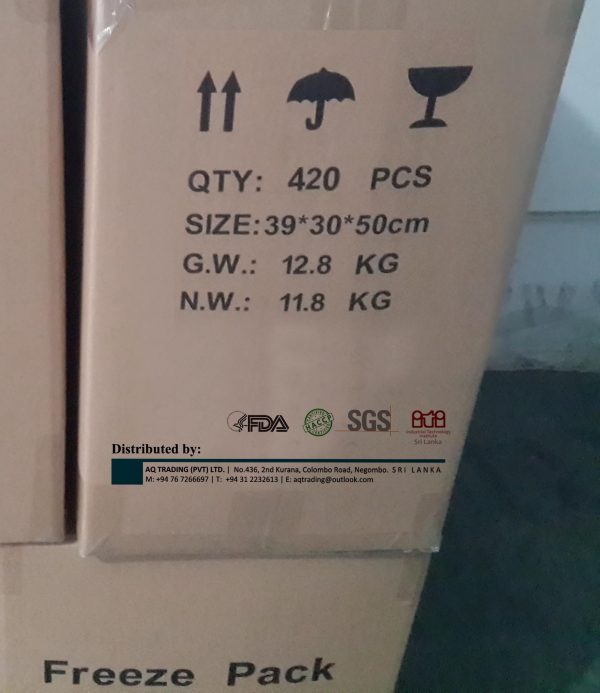 QTY: 420 PCS
SIZE:39*30*50cm
G.W.: 12.8 KG
N.W.: 11.8 KG
FDA HACCP SGS
Industrial Technology
Institute
Sri Lanka
Distributed by:
AQ TRADING (PVT) LTD. | No.436, 2nd Kurana, Colombo Road, Negombo. SRI LANKA
M: +94 76 7266697 | T: +94 31 2232613 | E: aqtrading@outlook.com
Freeze Pack